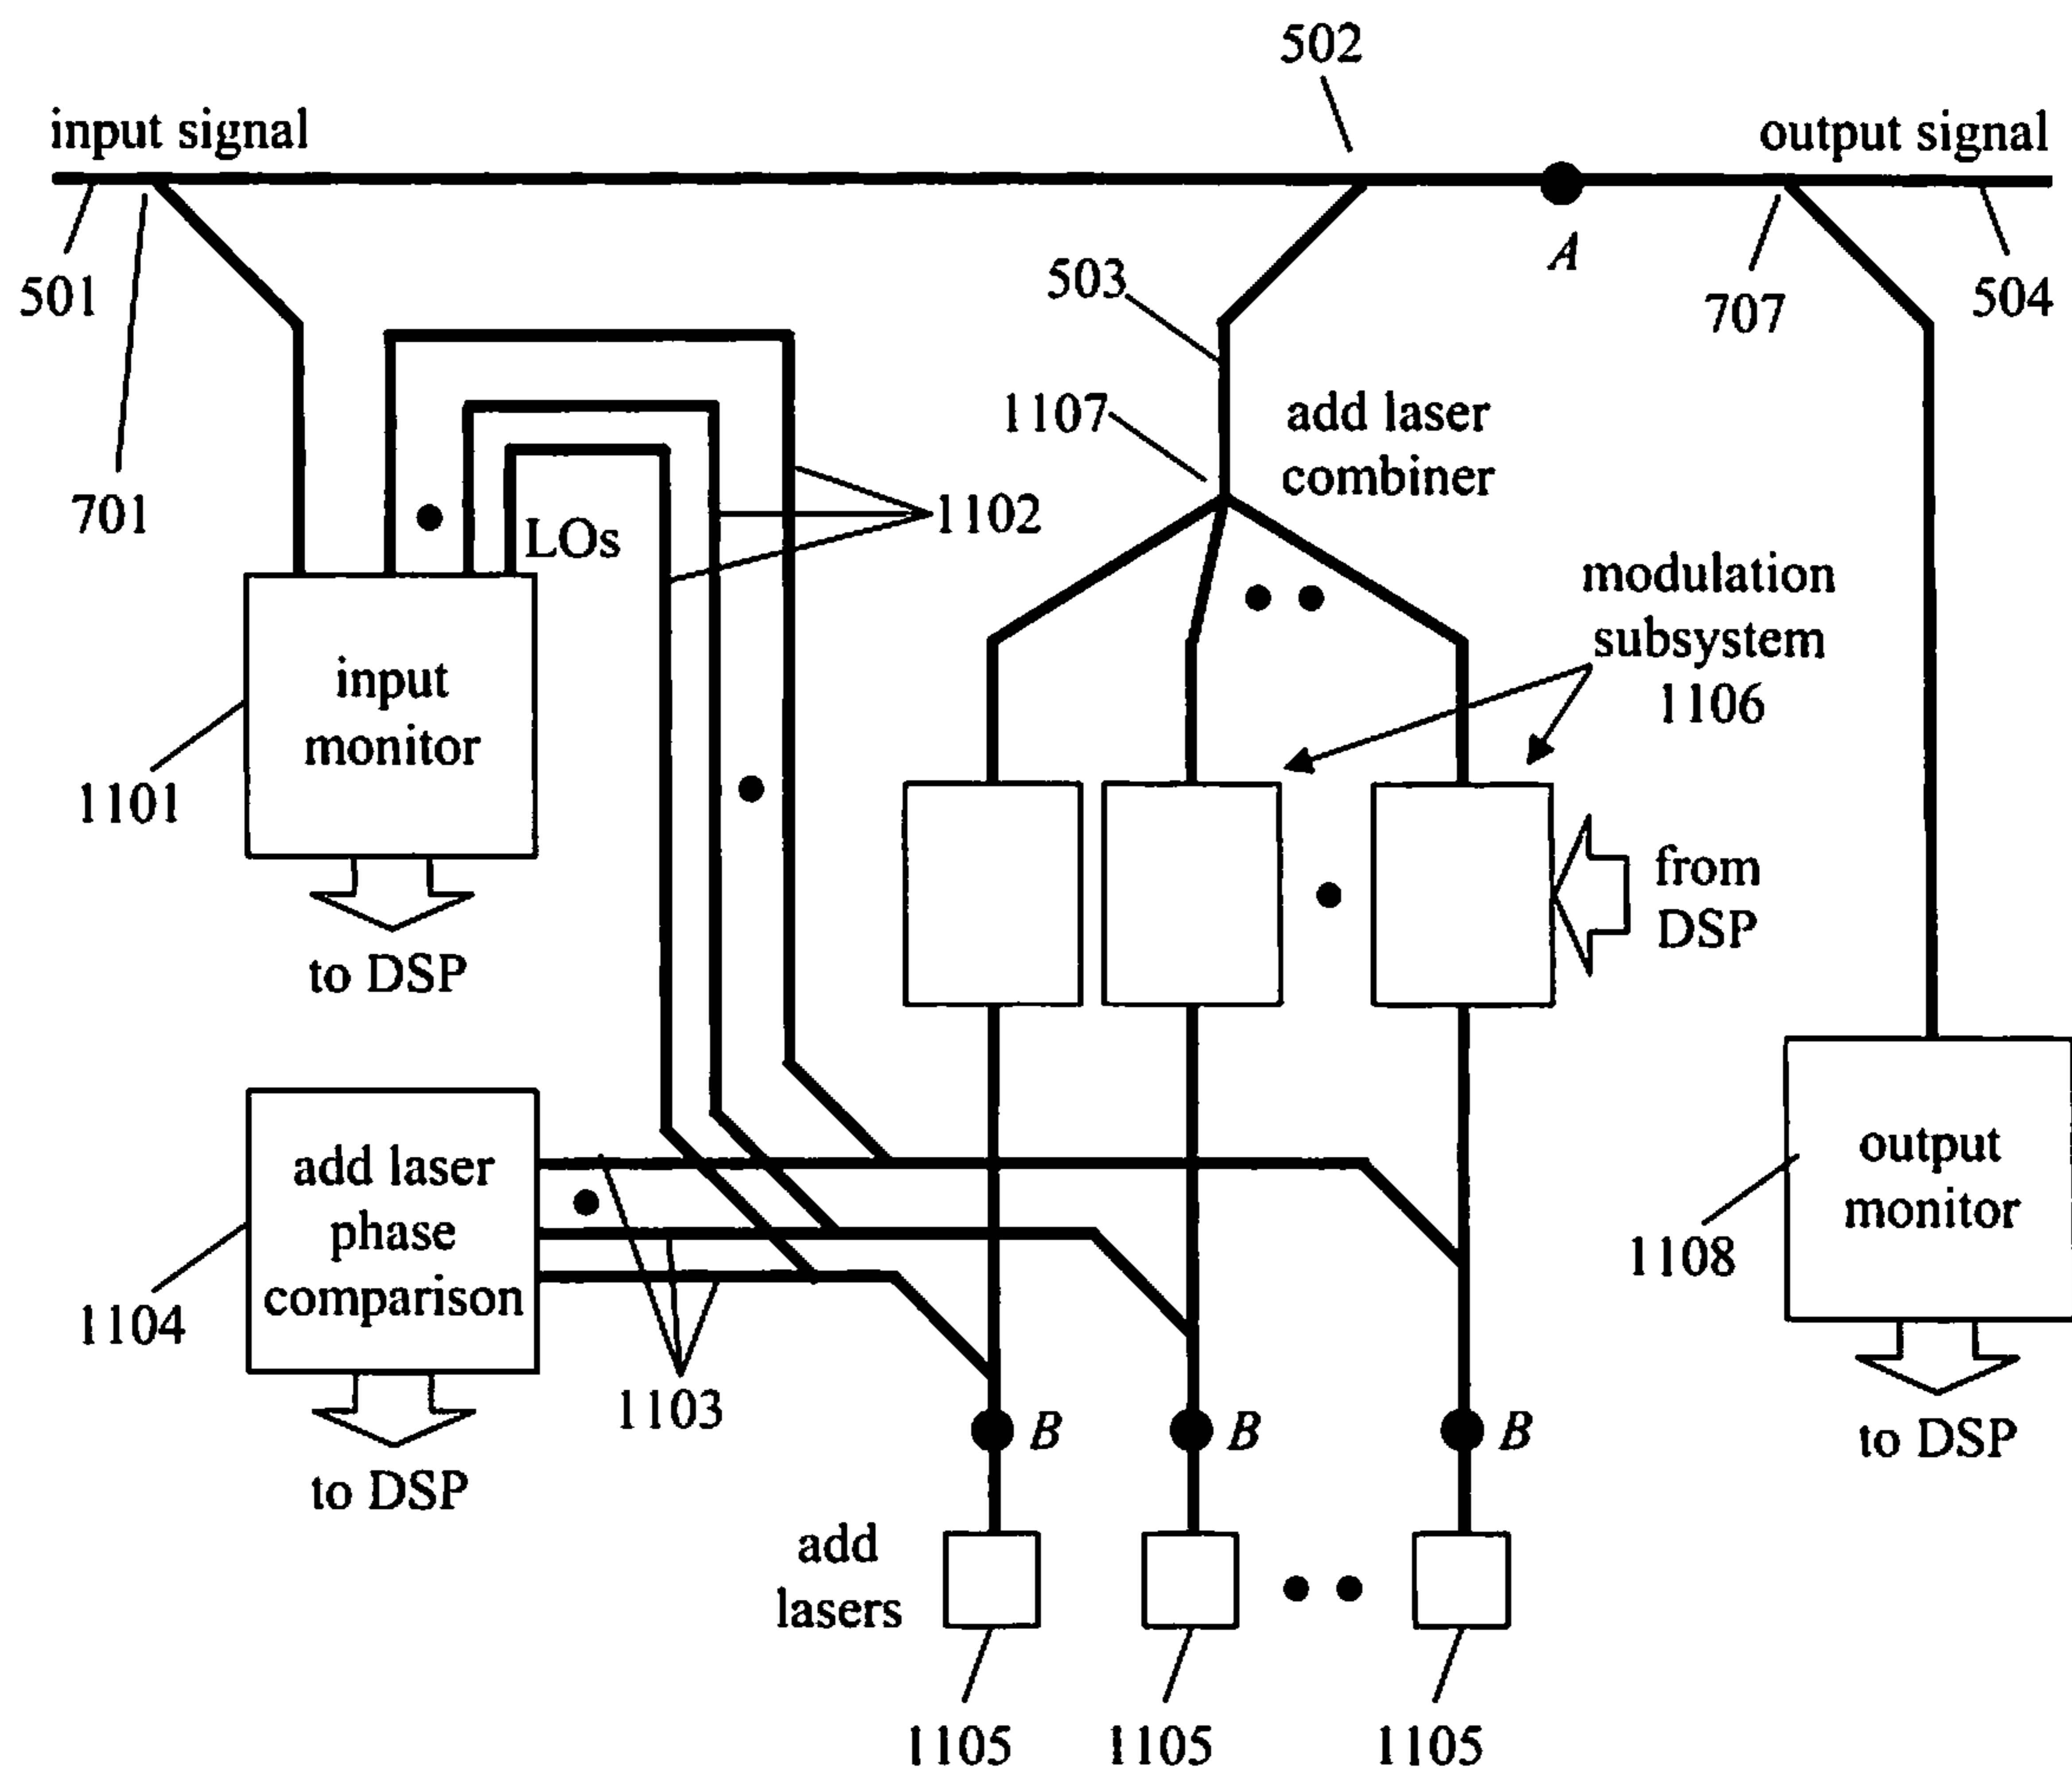 502
input signal
output signal
501
701
503
A
707
504
1107
add laser
combiner
LOs
1102
modulation
subsystem
1106
input
monitor
1101
from
DSP
to DSP
add laser
phase
comparison
1104
1103
output
monitor
1108
B
B
B
to DSP
to DSP
add
lasers
1105
1105
1105